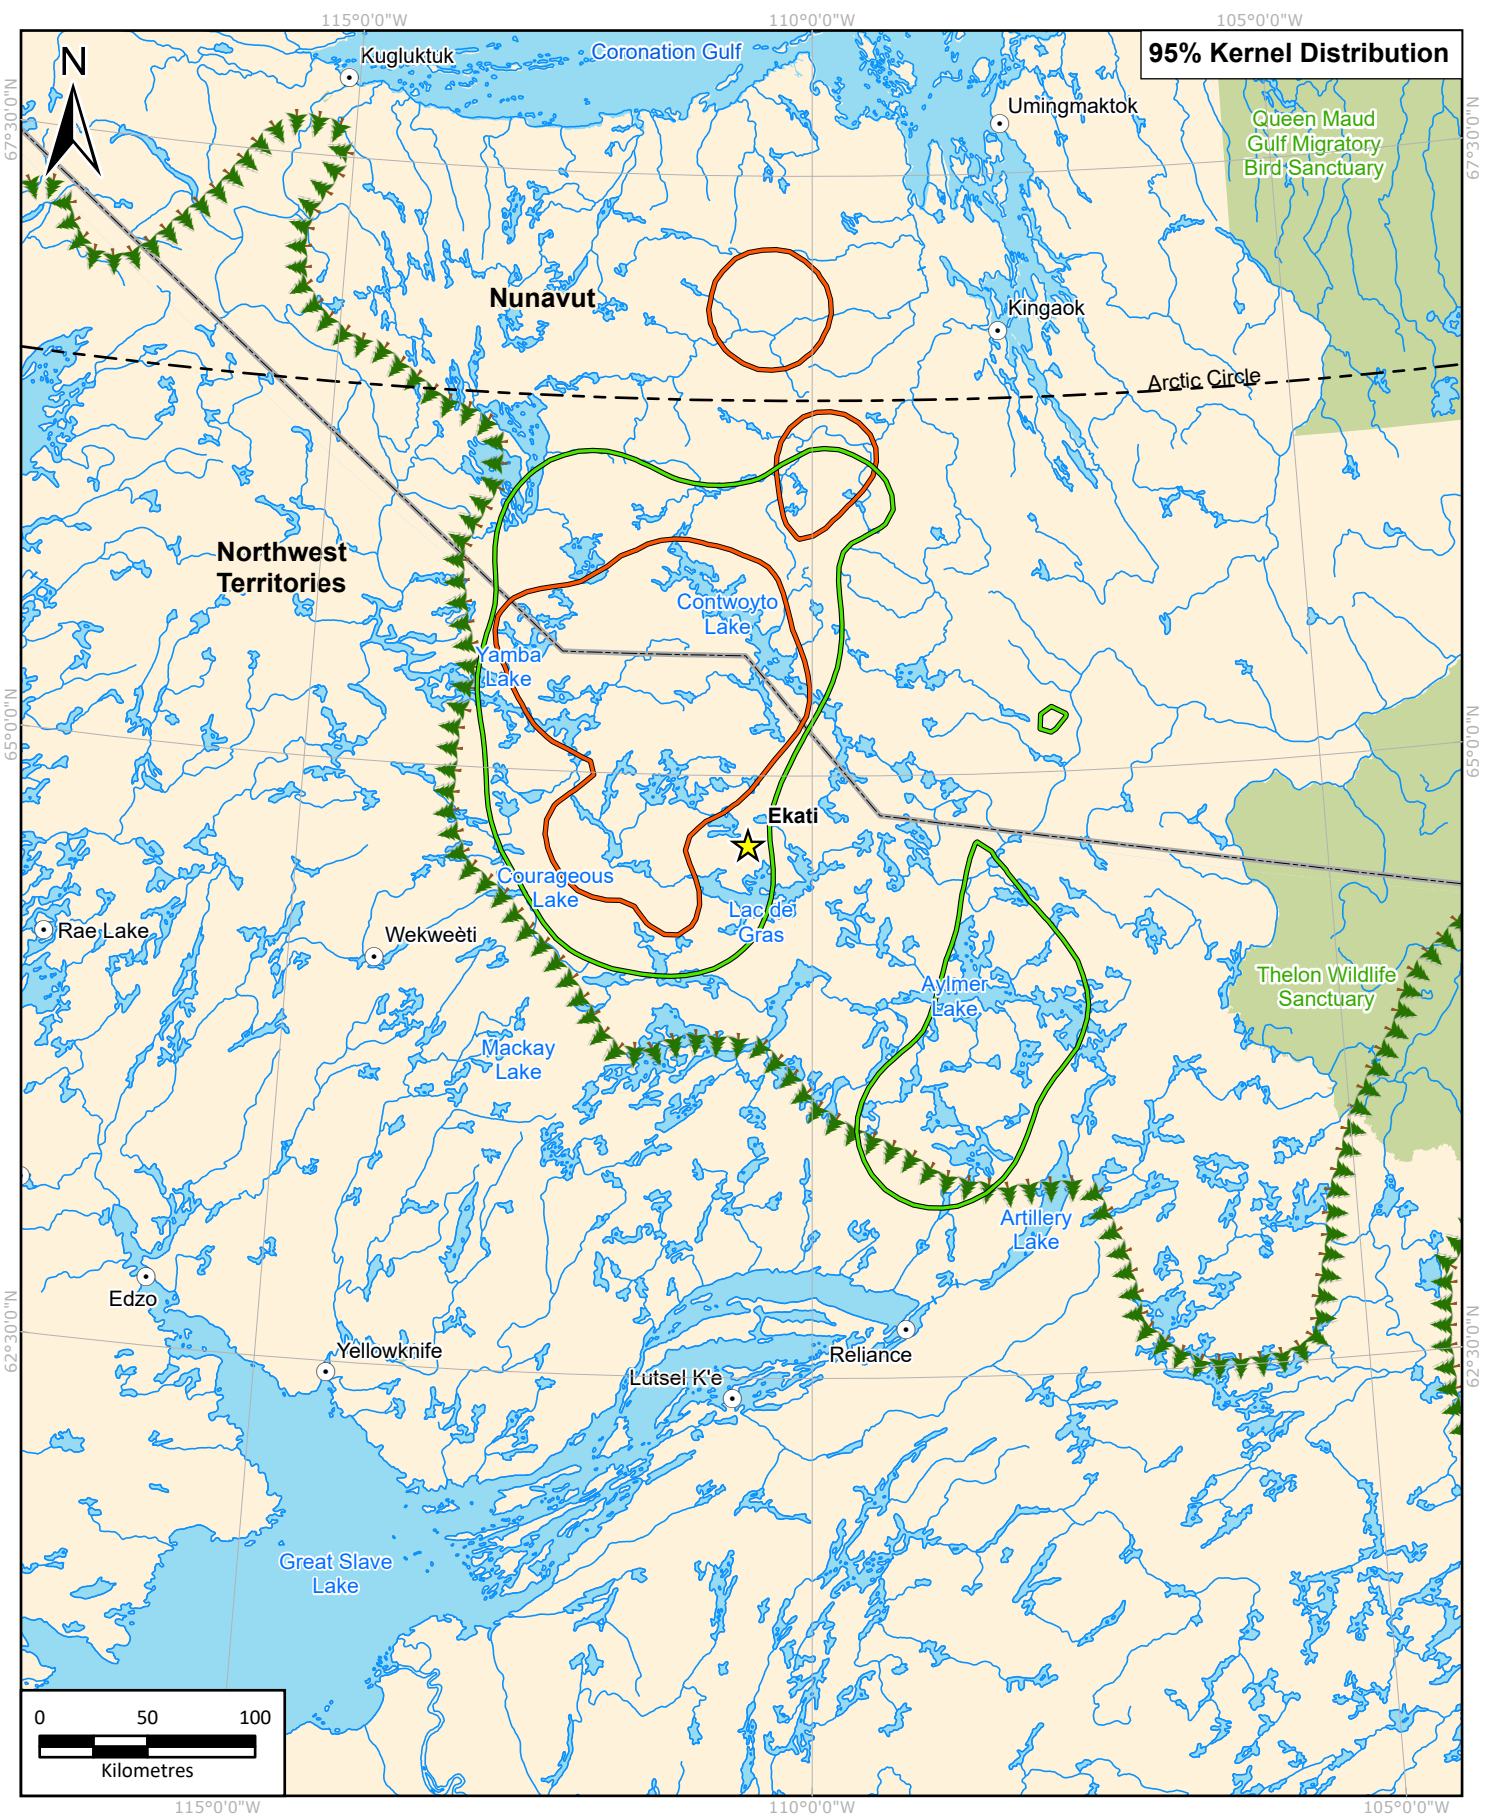 115°0'0"W
110°0'0"W
105°0'0"W
95% Kernel Distribution
N
Kugluktuk
Coronation Gulf
Umingmaktok
Queen Maud
Gulf Migratory
Bird Sanctuary
67°30'0"N
67°30'0"N
Nunavut
Kingaok
Arctic Circle
Northwest
Territories
Contwoyto
Lake
Yamba
Lake
65°0'0"N
65°0'0"N
Ekati
Courageous
Lake
Lac de
Gras
Rae Lake
Wekweètì
Aylmer
Lake
Thelon Wildlife
Sanctuary
Mackay
Lake
Artillery
Lake
Edzo
62°30'0"N
62°30'0"N
Yellowknife
Reliance
Lutsel K'e
Great Slave
Lake
0 50 100
Kilometres
115°0'0"W
110°0'0"W
105°0'0"W